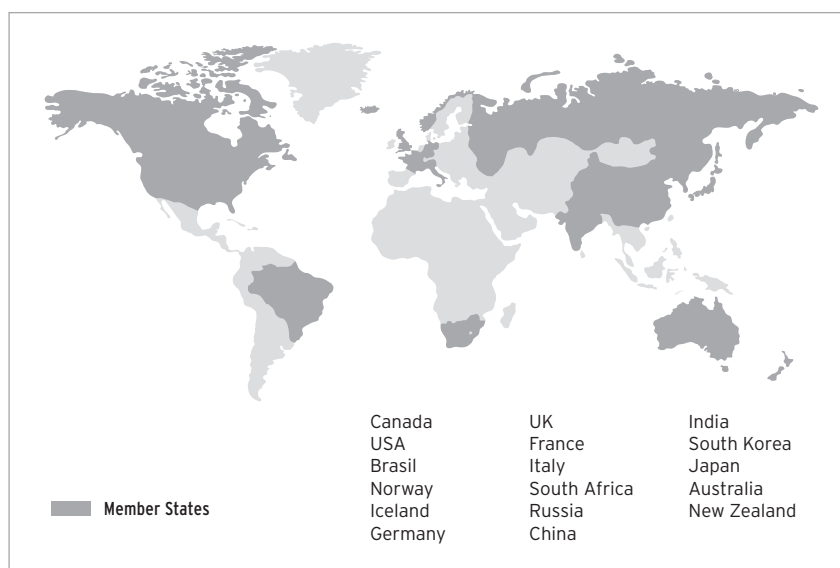 Canada
USA
Brasil
Norway
Iceland
Germany
UK
France
Italy
South Africa
Russia
China
India
South Korea
Japan
Australia
New Zealand
Member States